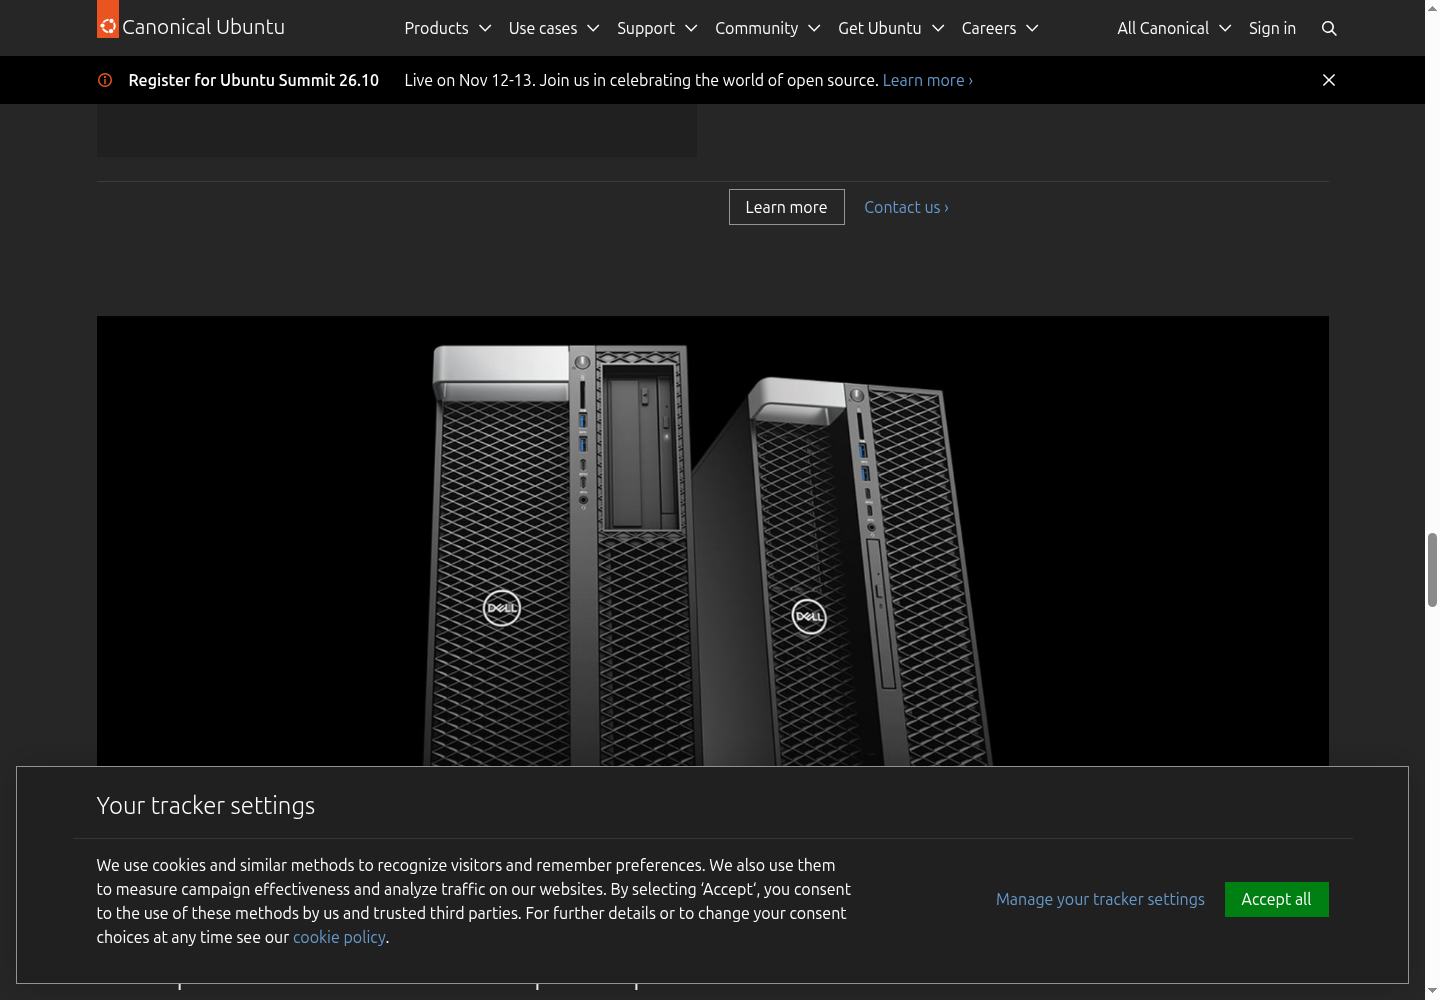 Canonical Ubuntu
Products
Use cases
Support
Community
Get Ubuntu
Careers
All Canonical
Sign in
Register for Ubuntu Summit 26.10
Live on Nov 12-13. Join us in celebrating the world of open source. Learn more ›
Learn more
Contact us ›
DELL
DELL
Your tracker settings
We use cookies and similar methods to recognize visitors and remember preferences. We also use them
to measure campaign effectiveness and analyze traffic on our websites. By selecting ‘Accept‘, you consent
to the use of these methods by us and trusted third parties. For further details or to change your consent
choices at any time see our cookie policy.
Manage your tracker settings
Accept all